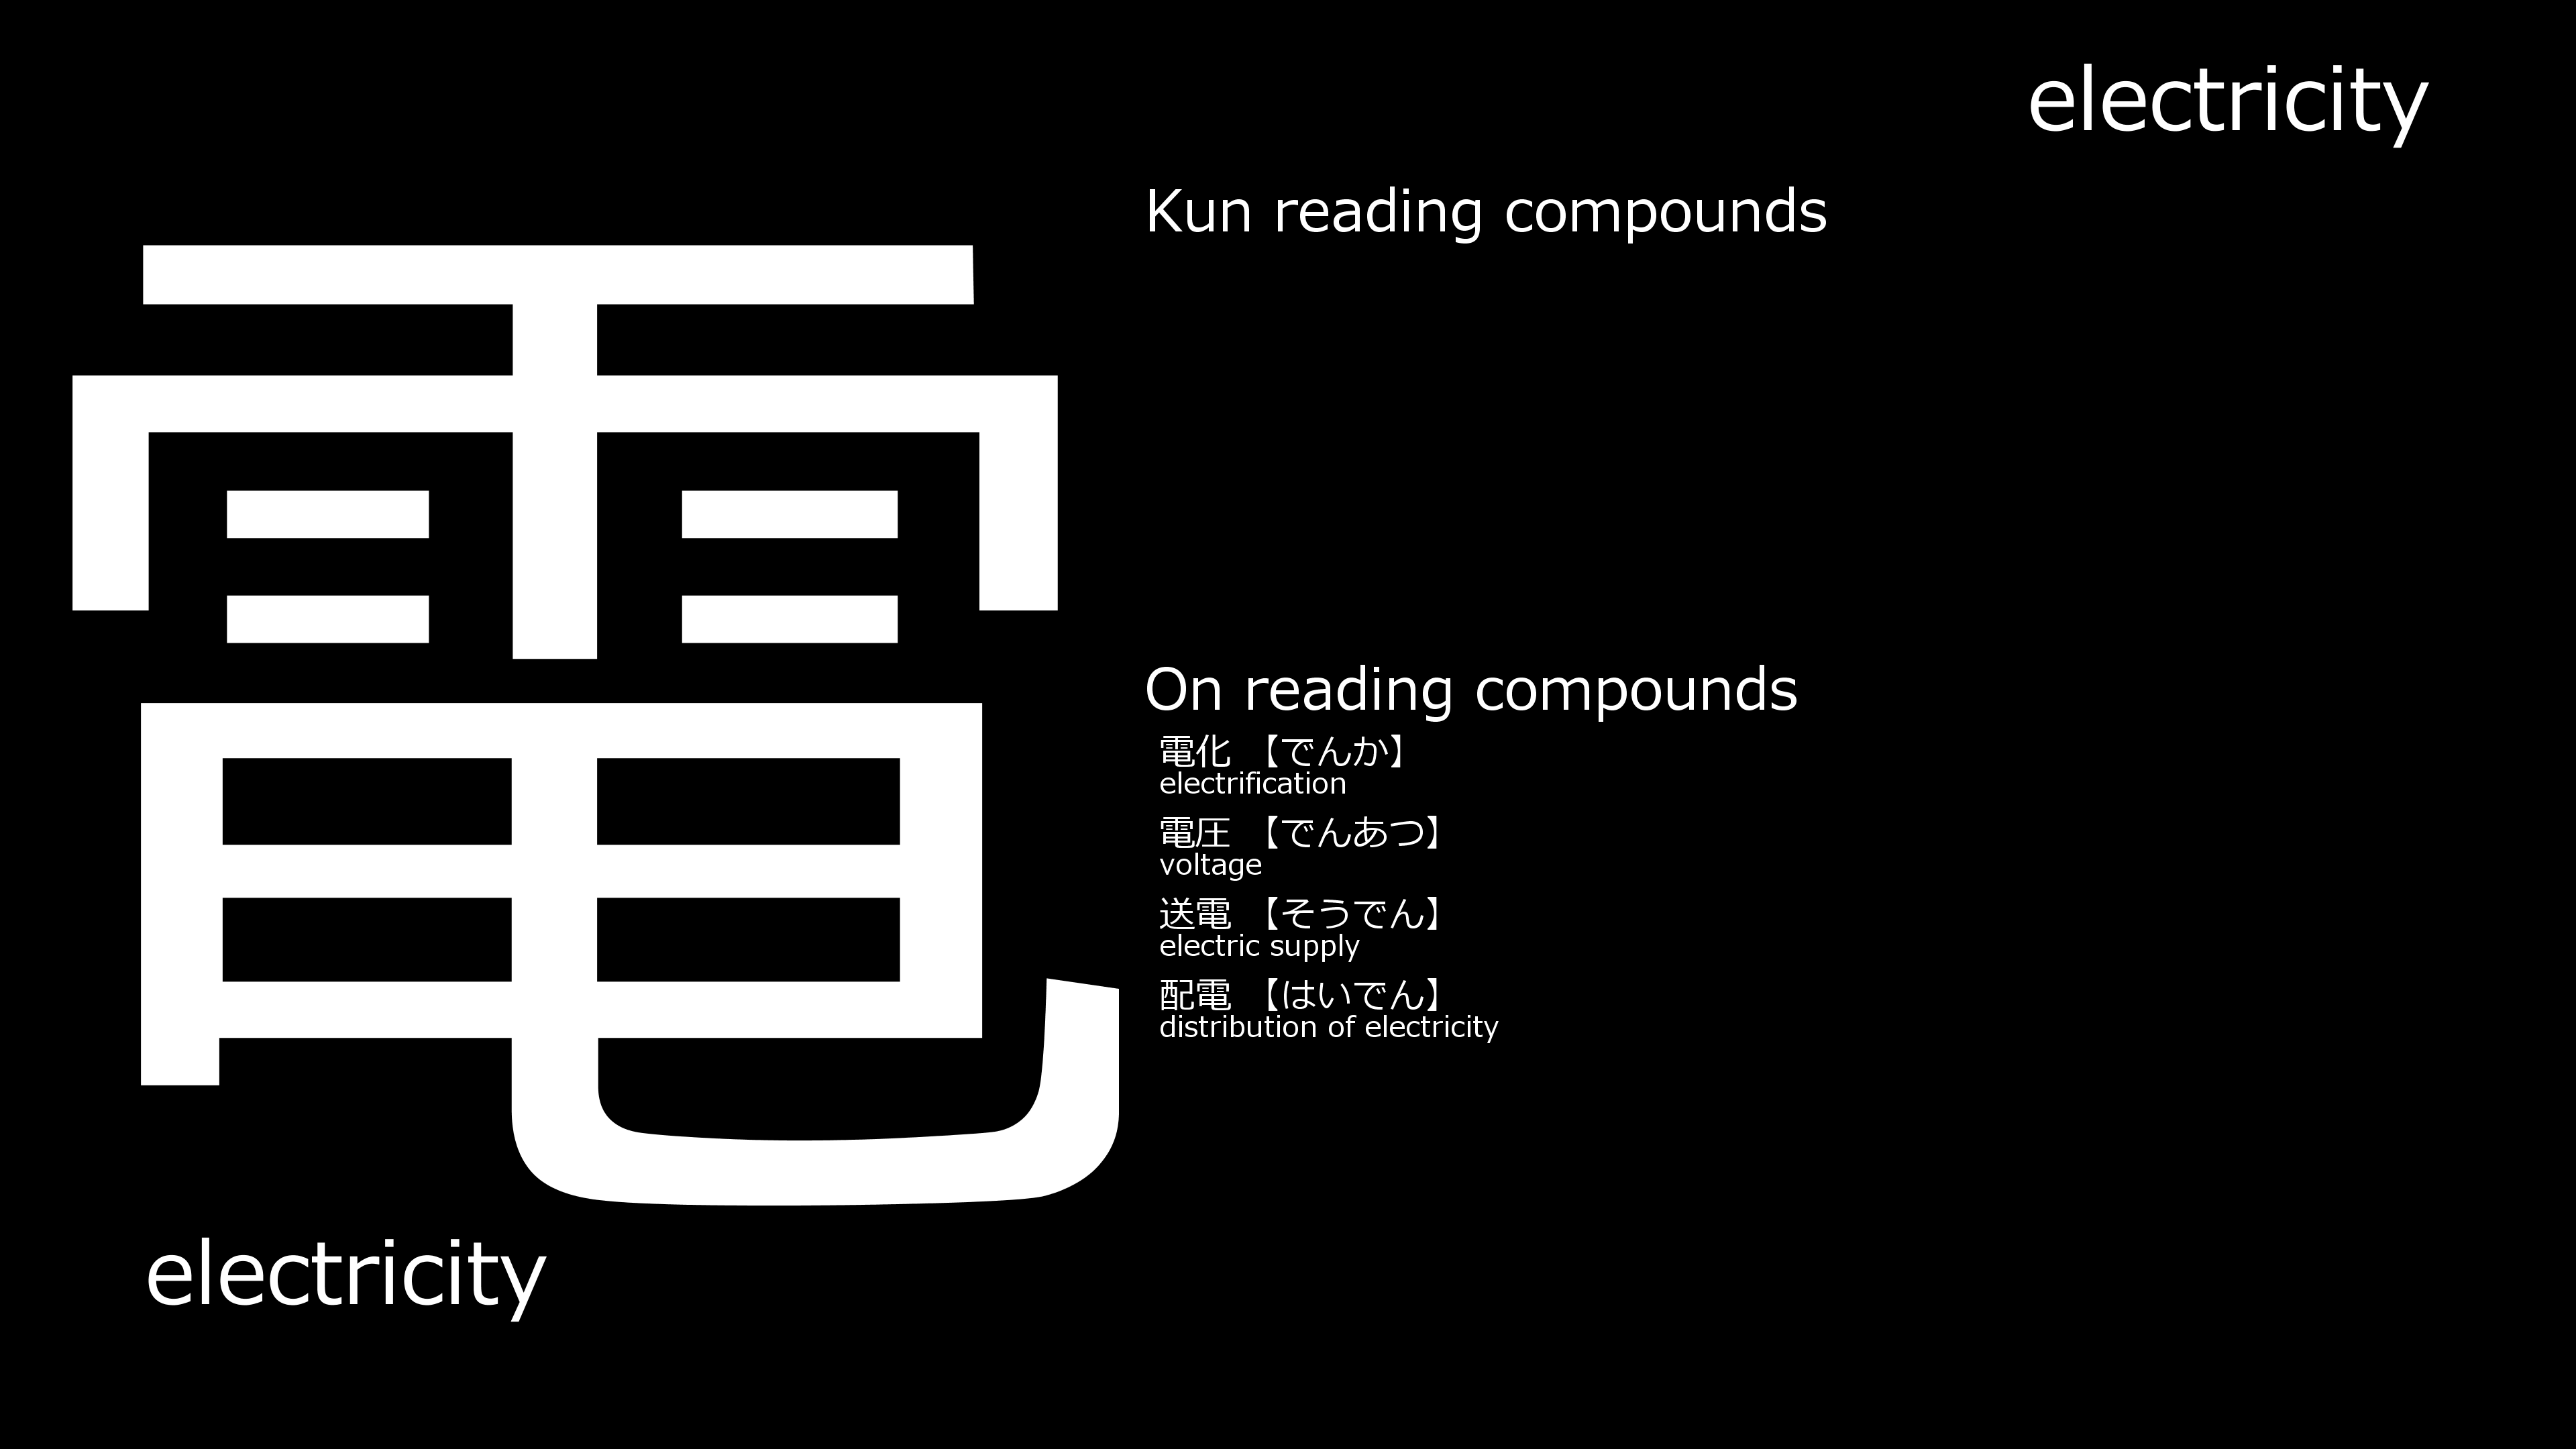 電
electricity
electricity
Kun reading compounds
On reading compounds
電化 【でんか】
electrification
電圧 【でんあつ】
voltage
送電 【そうでん】
electric supply
配電 【はいでん】
distribution of electricity